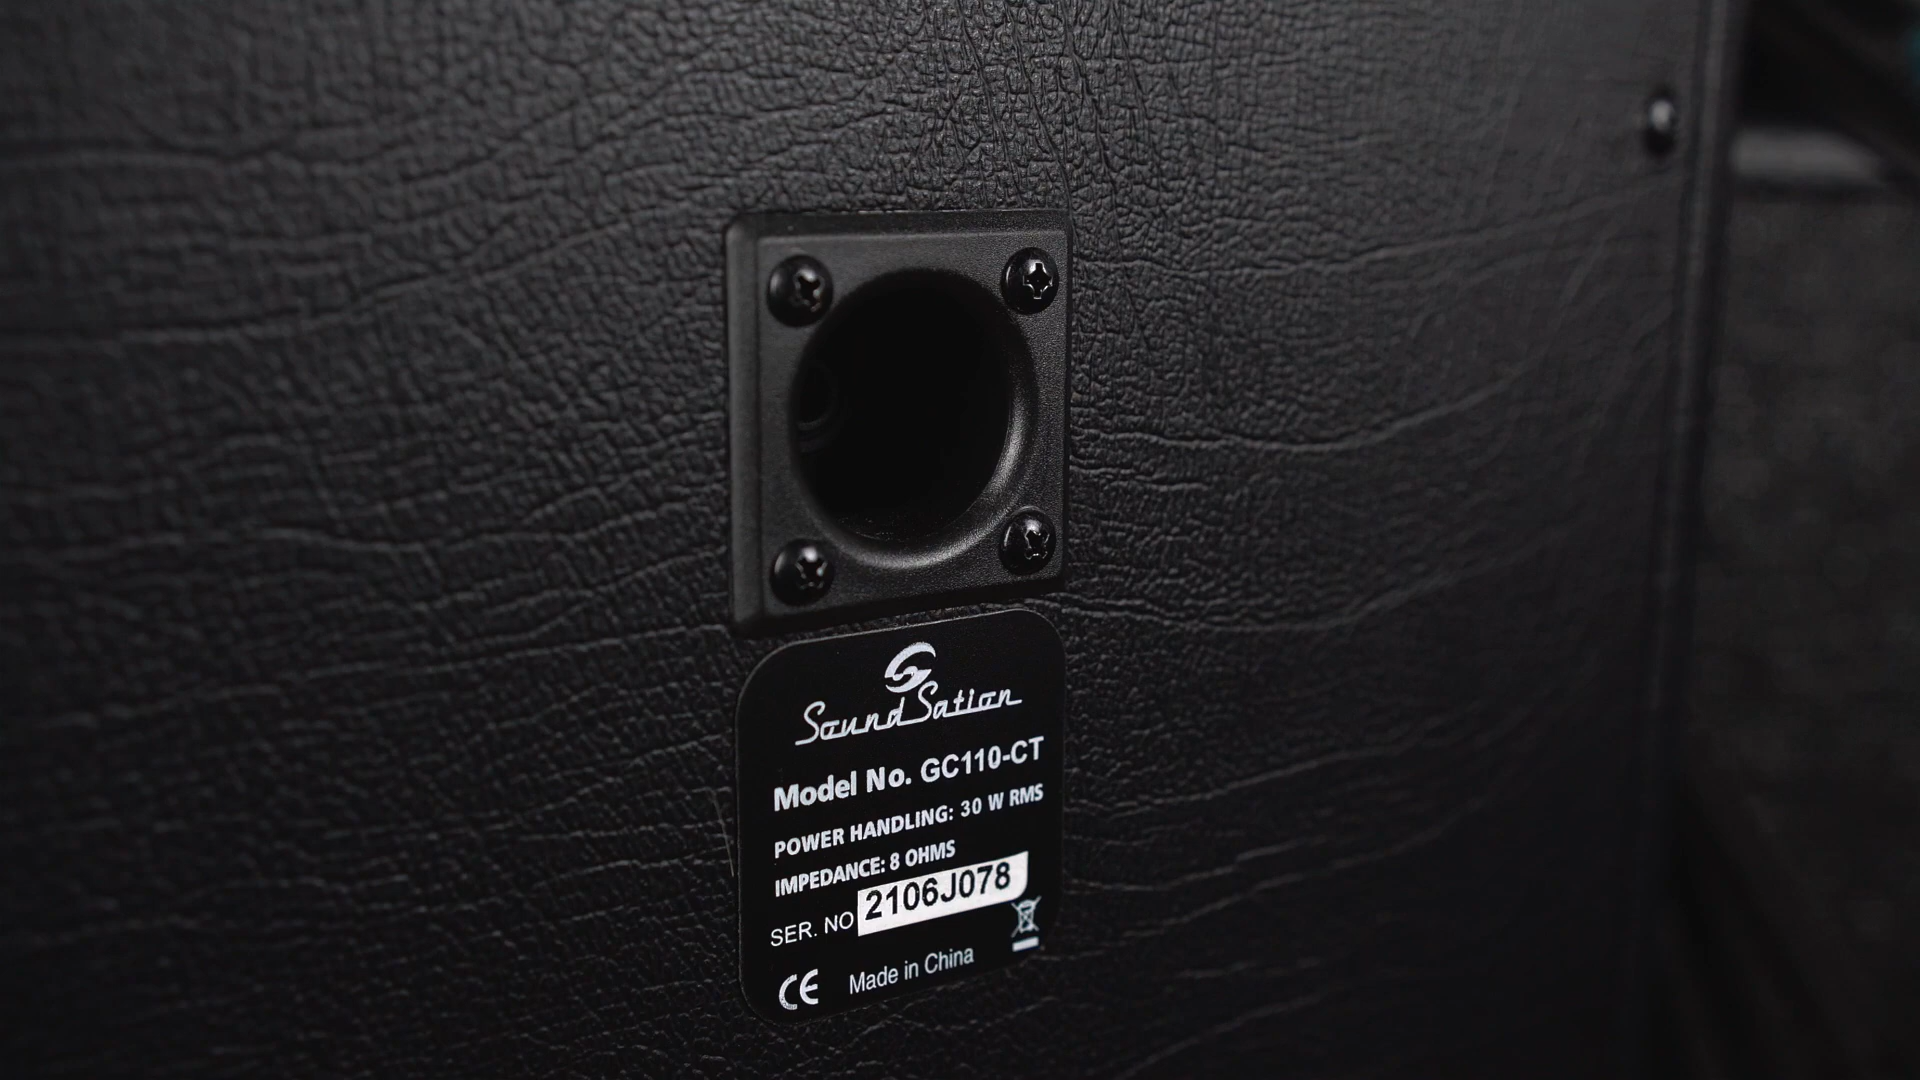 SoundSation
Model No. GC110-CT
POWER HANDLING: 30 W RMS
IMPEDANCE: 8 OHMS
SER. NO 2106J078
CE Made in China